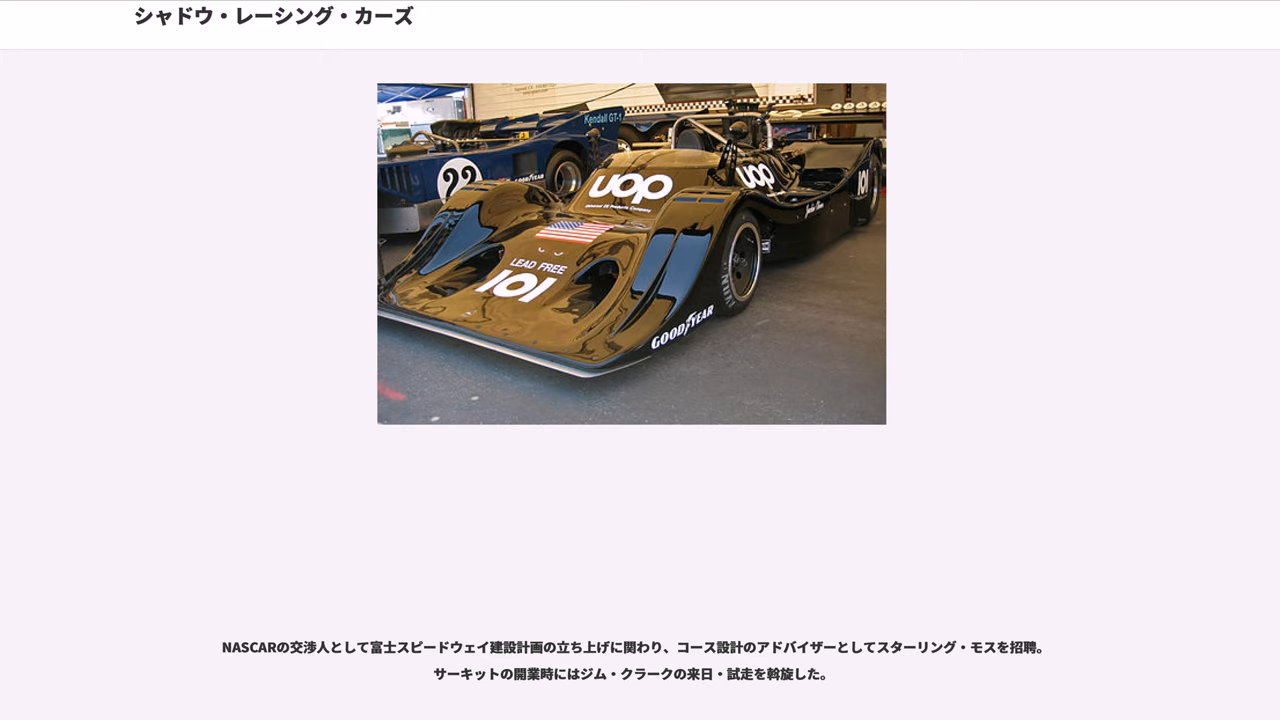 シャドウ・レーシング・カーズ
Kendall GT-1
22
GOODYEAR
uop
uop
101
LEAD FREE
101
GOODYEAR
NASCARの交渉人として富士スピードウェイ建設計画の立ち上げに関わり、コース設計のアドバイザーとしてスターリング・モスを招聘。
サーキットの開業時にはジム・クラークの来日・試走を斡旋した。